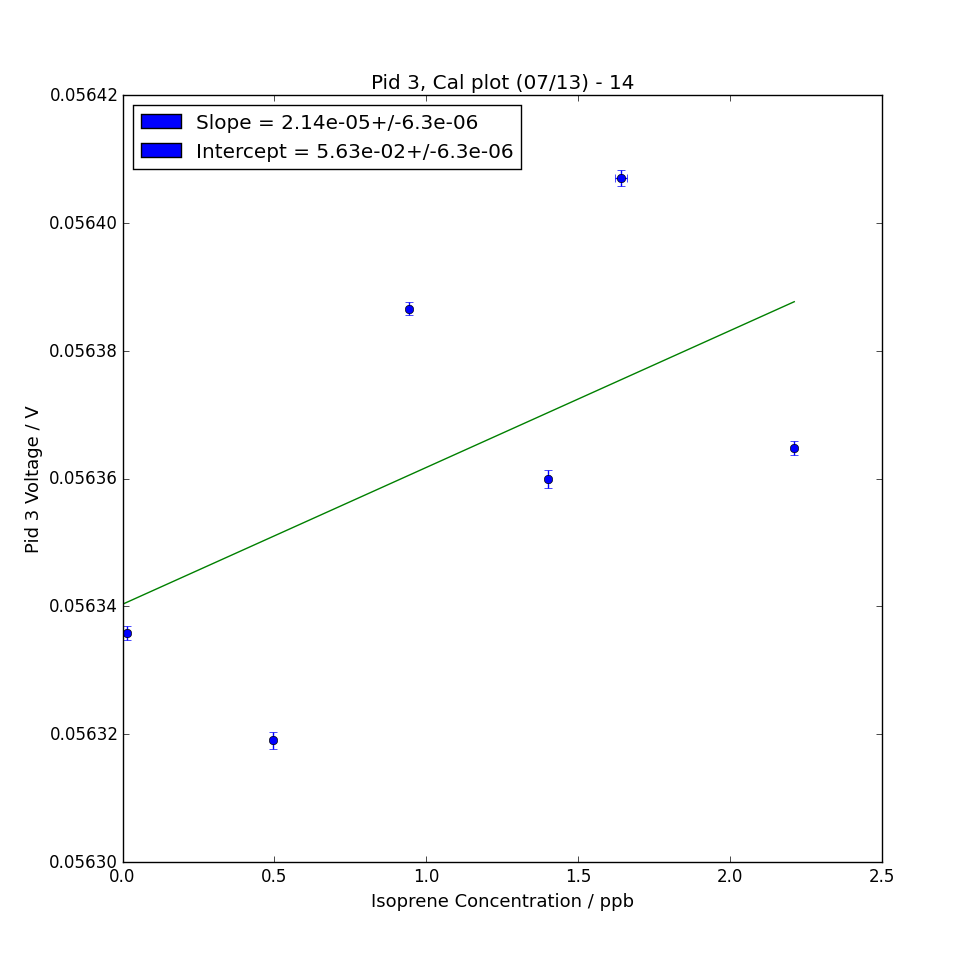 Pid 3, Cal plot (07/13) - 14
Slope = 2.14e-05+/-6.3e-06
Intercept = 5.63e-02+/-6.3e-06
0.05642
0.05640
0.05638
0.05636
0.05634
0.05632
0.05630
Pid 3 Voltage / V
0.0 0.5 1.0 1.5 2.0 2.5
Isoprene Concentration / ppb